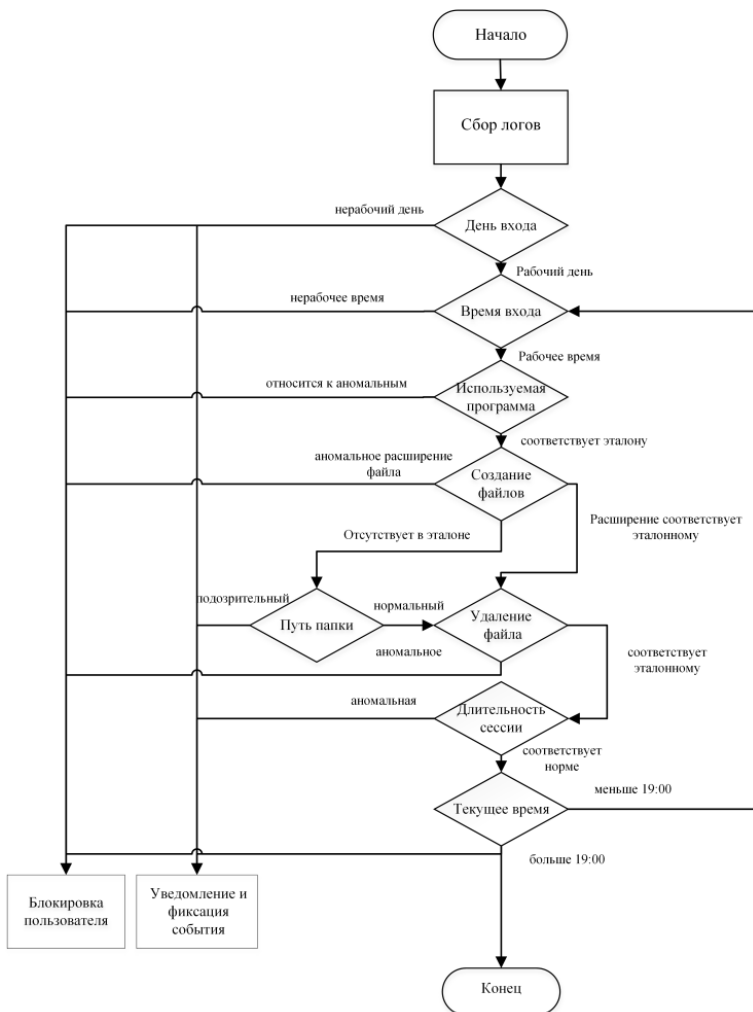 Начало
Сбор логов
нерабочий день
День входа
Рабочий день
нерабочее время
Время входа
Рабочее время
относится к аномальным
Используемая
программа
соответствует эталону
аномальное расширение
файла
Создание
файлов
Расширение соответствует
эталонному
Отсутствует в эталоне
подозрительный
Путь папки
нормальный
Удаление
файла
аномальное
соответствует
эталонному
аномальная
Длительность
сессии
соответствует
норме
меньше 19:00
Текущее время
больше 19:00
Блокировка
пользователя
Уведомление и
фиксация
события
Конец